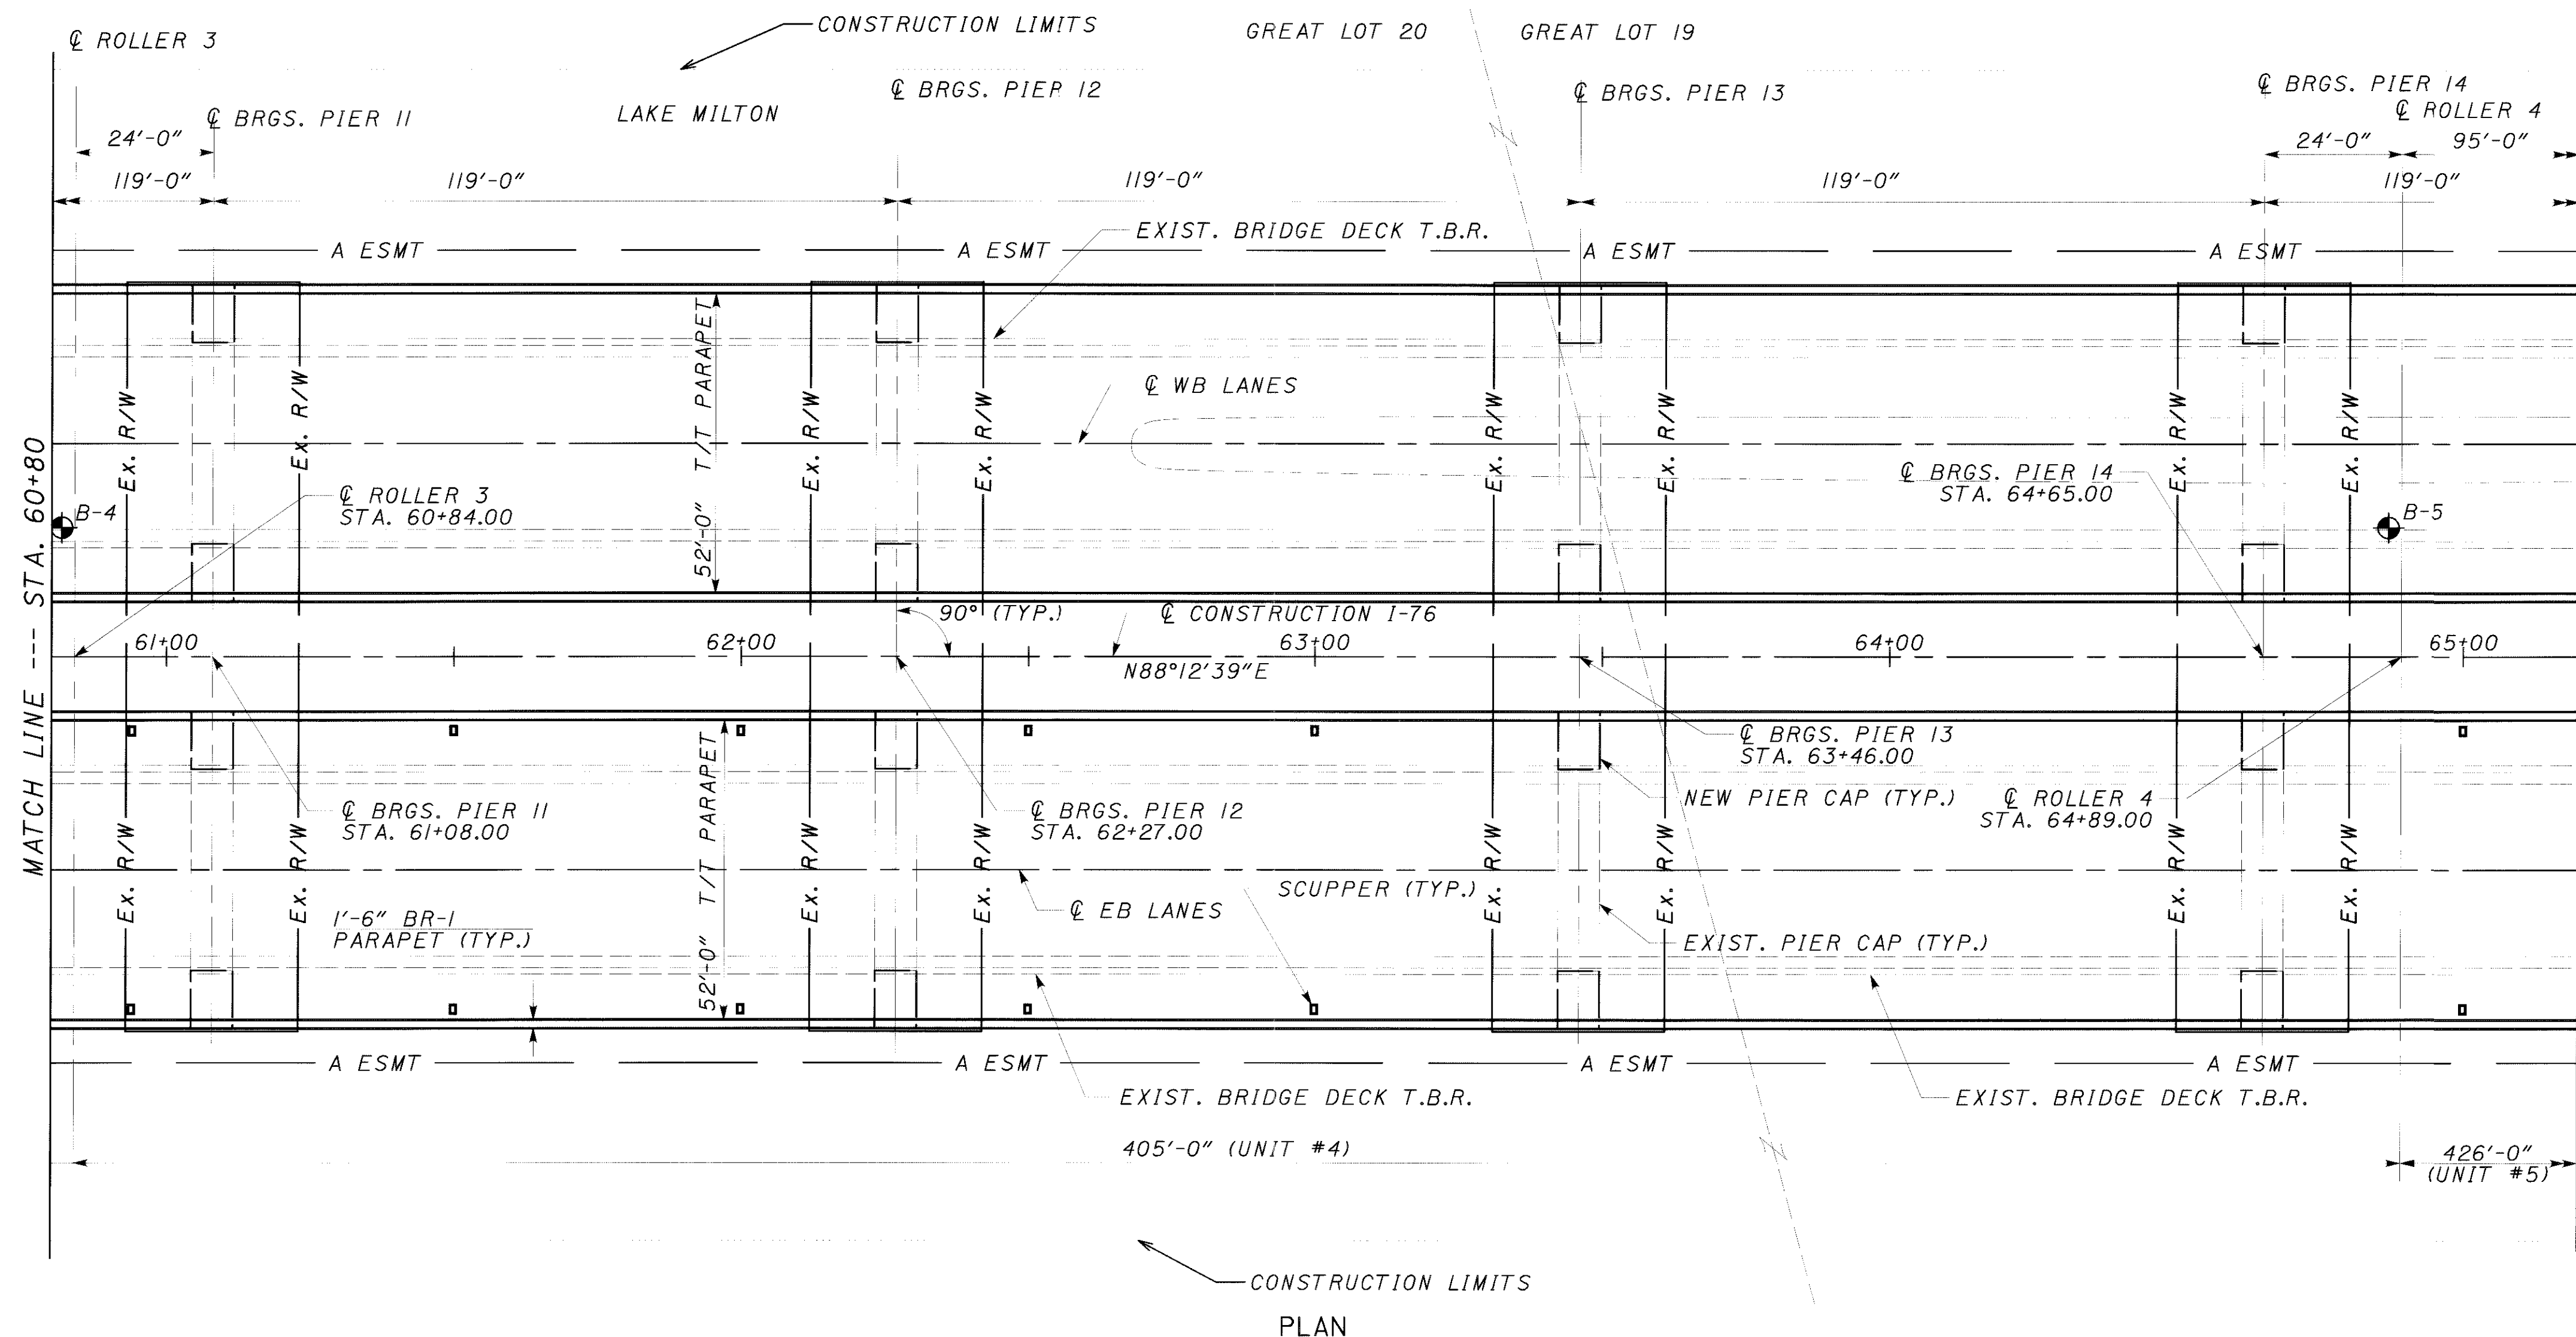 CONSTRUCTION LIMITS
GREAT LOT 20
GREAT LOT 19
℄ ROLLER 3
℄ BRGS. PIER 12
℄ BRGS. PIER 13
℄ BRGS. PIER 14
LAKE MILTON
℄ BRGS. PIER 11
℄ ROLLER 4
24'-0"
24'-0"
95'-0"
119'-0"
119'-0"
119'-0"
119'-0"
119'-0"
EXIST. BRIDGE DECK T.B.R.
A ESMT
A ESMT
A ESMT
A ESMT
52'-0" T/T PARAPET
℄ WB LANES
Ex. R/W
Ex. R/W
Ex. R/W
Ex. R/W
Ex. R/W
Ex. R/W
Ex. R/W
Ex. R/W
MATCH LINE --- STA. 60+80
℄ BRGS. PIER 14
STA. 64+65.00
℄ ROLLER 3
STA. 60+84.00
B-4
B-5
90° (TYP.)
℄ CONSTRUCTION I-76
61+00
62+00
63+00
64+00
65+00
N88°12'39"E
℄ BRGS. PIER 13
STA. 63+46.00
52'-0" T/T PARAPET
NEW PIER CAP (TYP.)
℄ ROLLER 4
STA. 64+89.00
℄ BRGS. PIER 11
STA. 61+08.00
℄ BRGS. PIER 12
STA. 62+27.00
Ex. R/W
Ex. R/W
Ex. R/W
Ex. R/W
Ex. R/W
Ex. R/W
Ex. R/W
Ex. R/W
SCUPPER (TYP.)
℄ EB LANES
1'-6" BR-1
PARAPET (TYP.)
EXIST. PIER CAP (TYP.)
A ESMT
A ESMT
A ESMT
A ESMT
EXIST. BRIDGE DECK T.B.R.
EXIST. BRIDGE DECK T.B.R.
405'-0" (UNIT #4)
426'-0"
(UNIT #5)
CONSTRUCTION LIMITS
PLAN